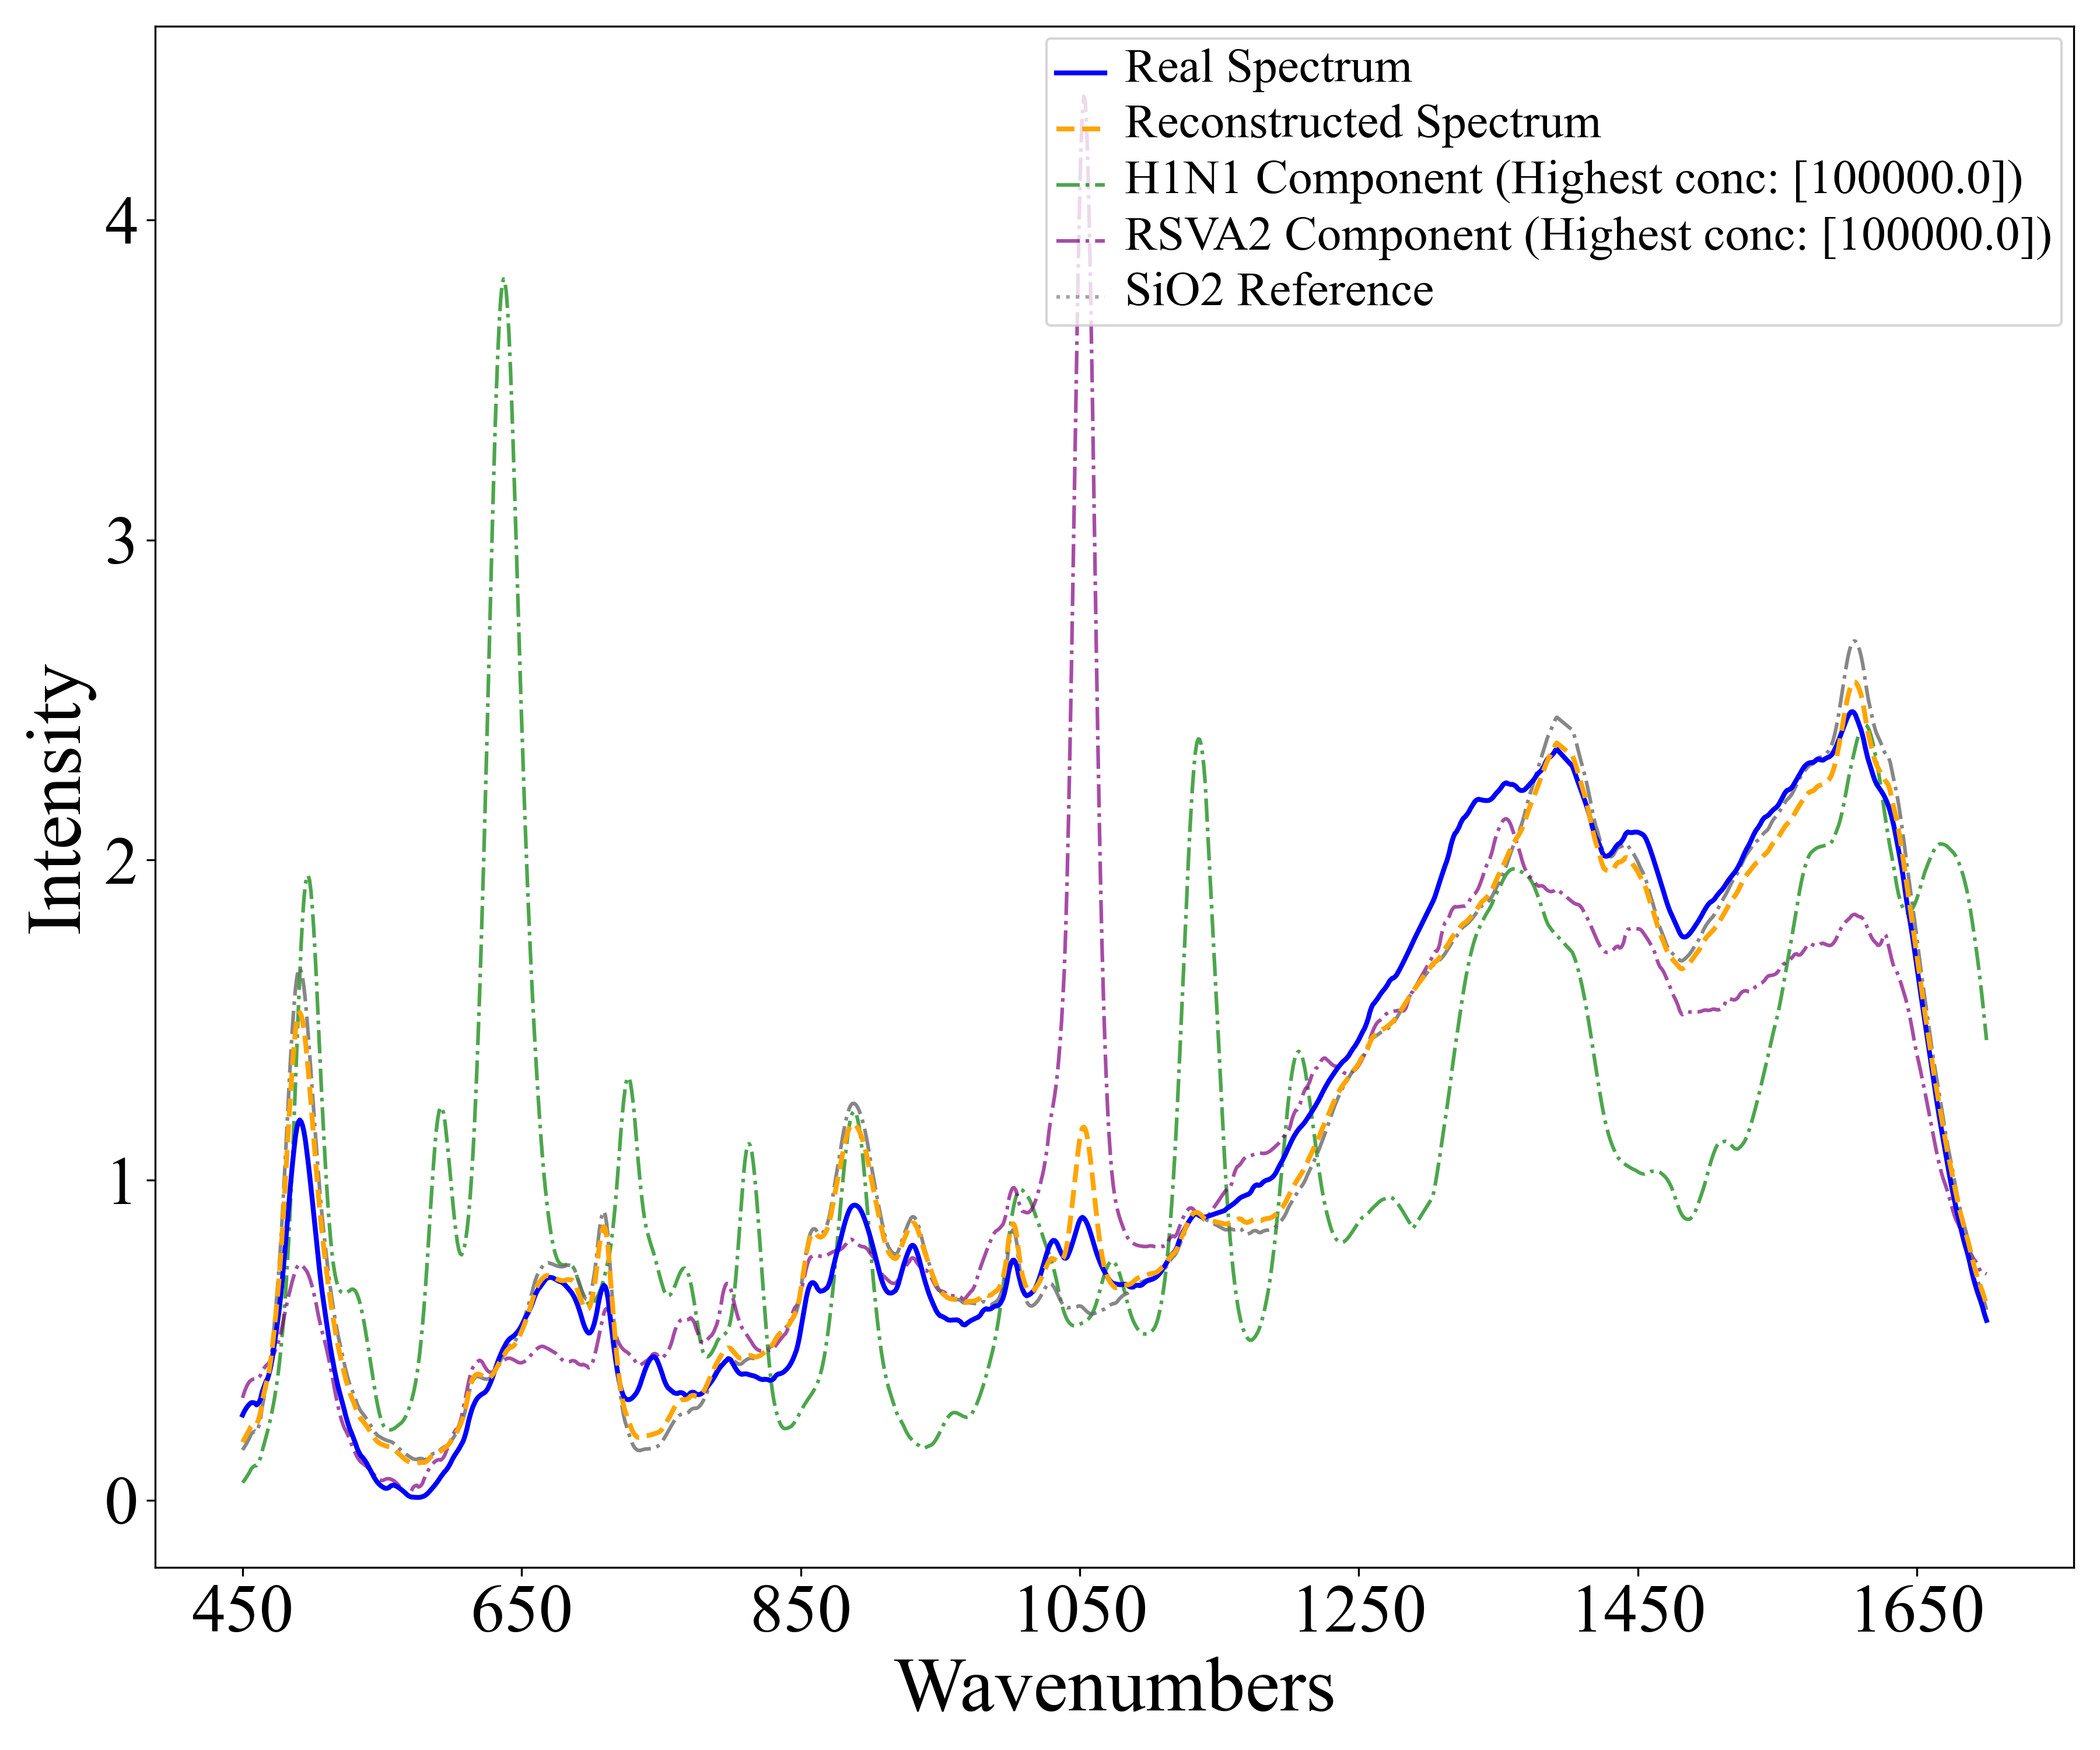 Real Spectrum
Reconstructed Spectrum
H1N1 Component (Highest conc: [100000.0])
RSVA2 Component (Highest conc: [100000.0])
SiO2 Reference
Intensity
4
3
2
1
0
450 650 850 1050 1250 1450 1650
Wavenumbers